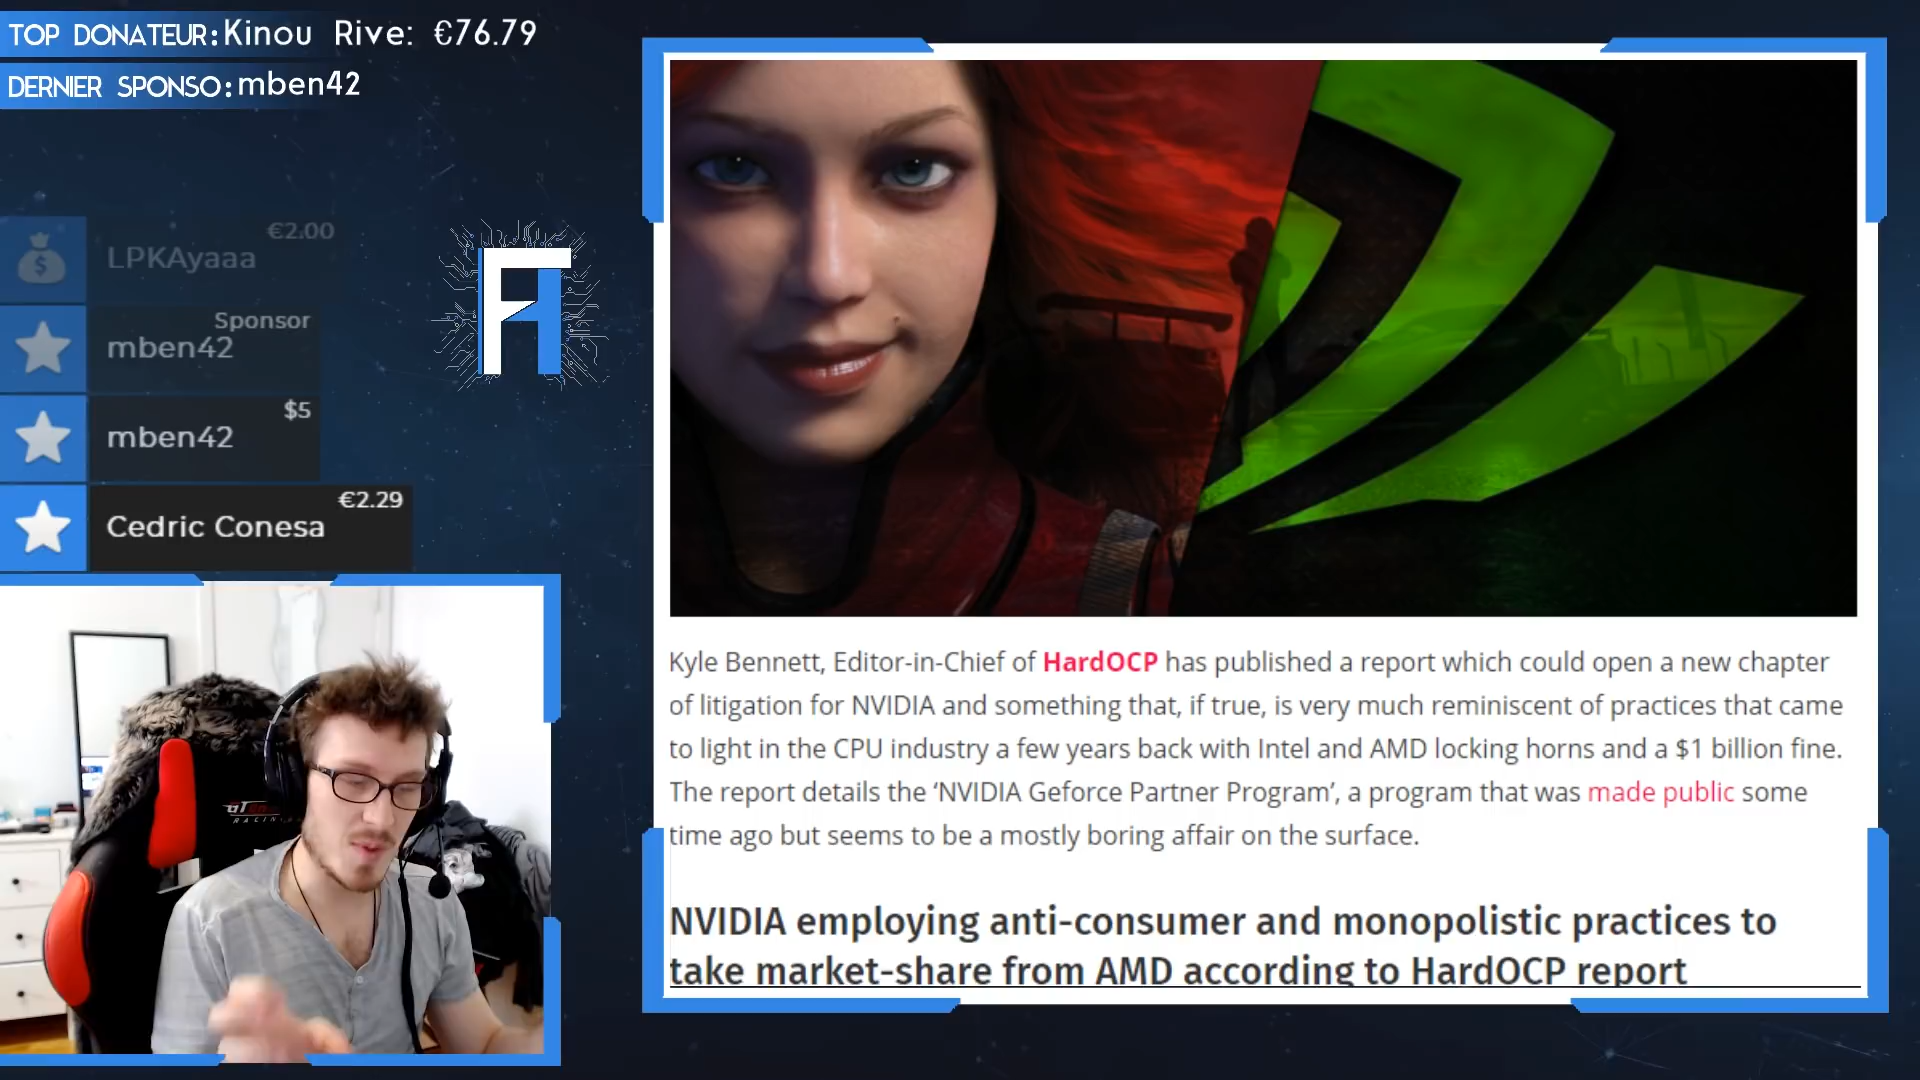 TOP DONATEUR: Kinou Rive: €76.79
DERNIER SPONSO: mben42
€2.00
LPKAyaaa
Sponsor
mben42
$5
mben42
€2.29
Cedric Conesa
Kyle Bennett, Editor-in-Chief of HardOCP has published a report which could open a new chapter
of litigation for NVIDIA and something that, if true, is very much reminiscent of practices that came
to light in the CPU industry a few years back with Intel and AMD locking horns and a $1 billion fine.
The report details the ‘NVIDIA Geforce Partner Program’, a program that was made public some
time ago but seems to be a mostly boring affair on the surface.
NVIDIA employing anti-consumer and monopolistic practices to
take market-share from AMD according to HardOCP report